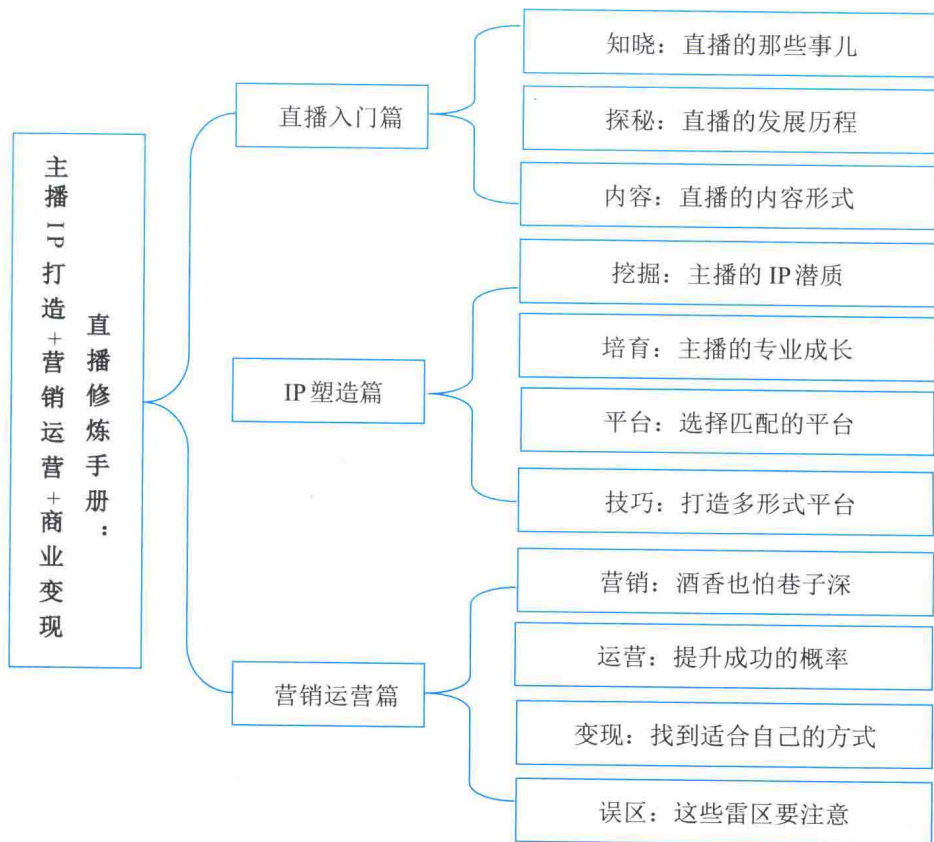 直播修炼手册：
主播IP打造+营销运营+商业变现
直播入门篇
知晓：直播的那些事儿
探秘：直播的发展历程
内容：直播的内容形式
IP塑造篇
挖掘：主播的IP潜质
培育：主播的专业成长
平台：选择匹配的平台
技巧：打造多形式平台
营销运营篇
营销：酒香也怕巷子深
运营：提升成功的概率
变现：找到适合自己的方式
误区：这些雷区要注意